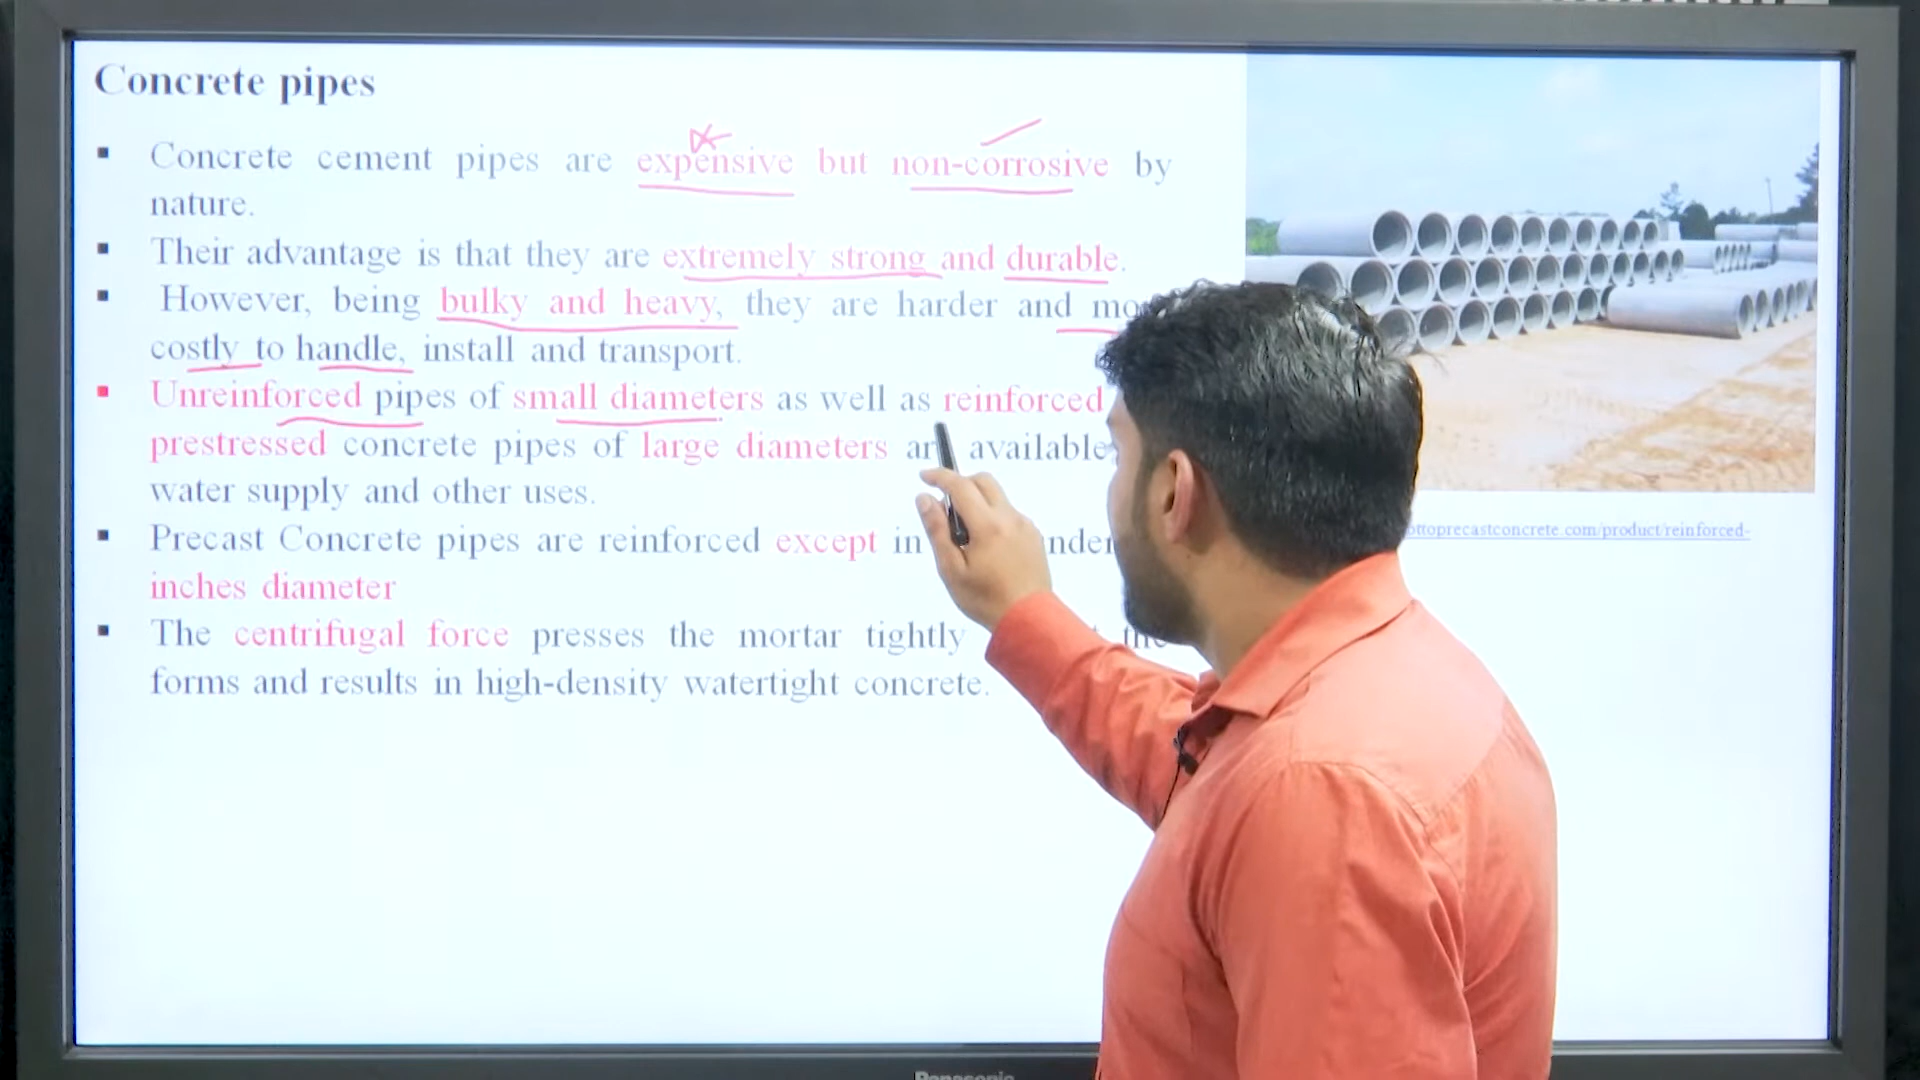 Concrete pipes
▪ Concrete cement pipes are expensive but non-corrosive by
nature.
▪ Their advantage is that they are extremely strong and durable.
▪ However, being bulky and heavy, they are harder and
costly to handle, install and transport.
▪ Unreinforced pipes of small diameters as well as reinforced
prestressed concrete pipes of large diameters available
water supply and other uses.
▪ Precast Concrete pipes are reinforced except in
inches diameter
▪ The centrifugal force presses the mortar tightly
forms and results in high-density watertight concrete.
ottoprecastconcrete.com/product/reinforced-
Panasonic